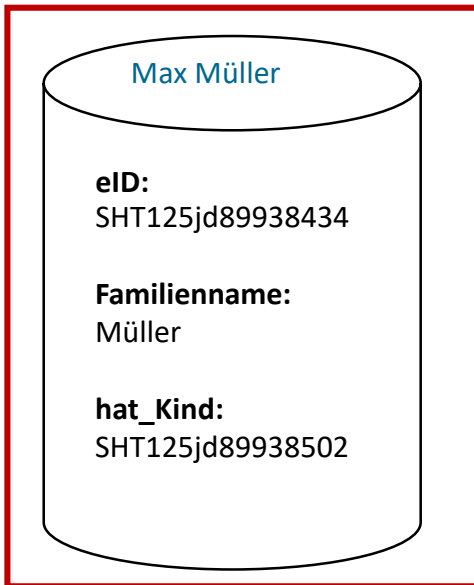 Max Müller
eID:
SHT125jd89938434
Familienname:
Müller
hat_Kind:
SHT125jd89938502